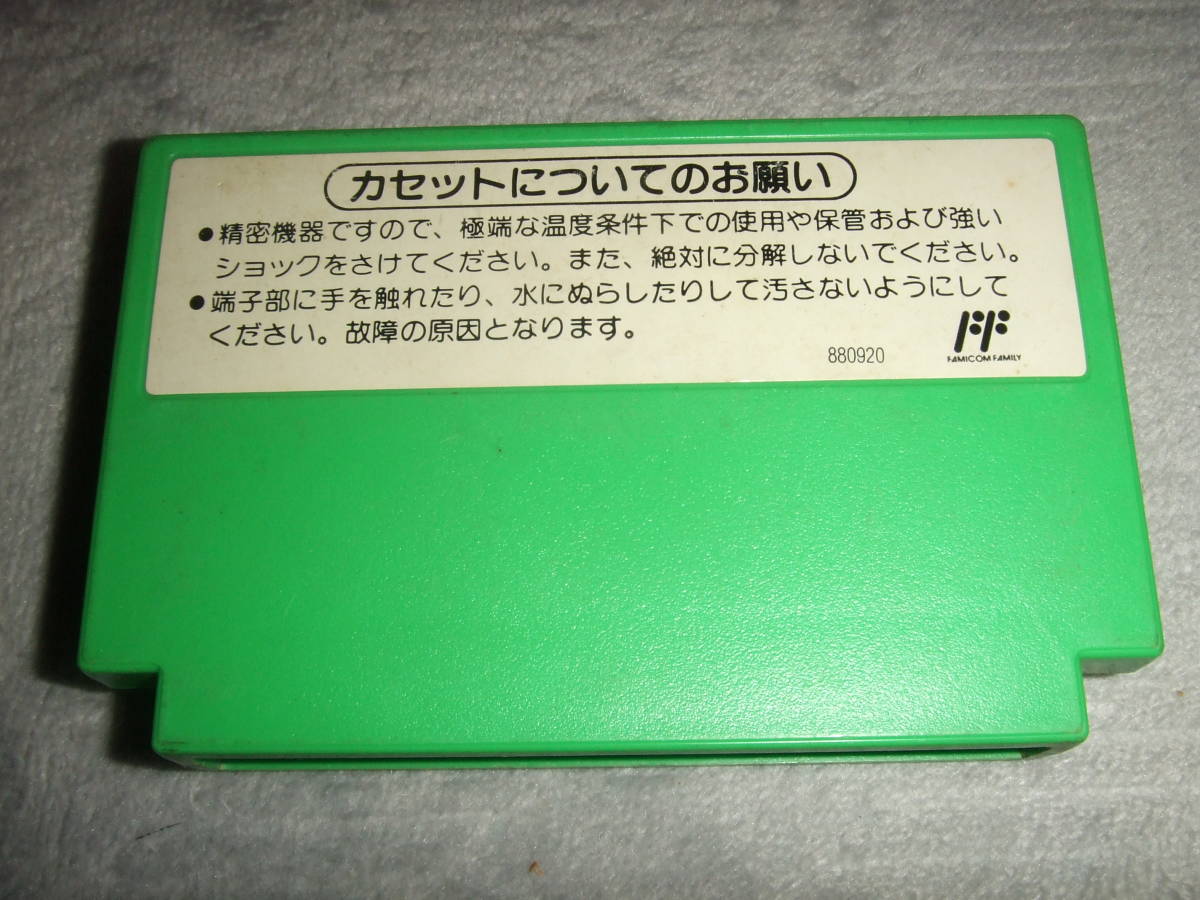 カセットについてのお願い
●精密機器ですので、極端な温度条件下での使用や保管および強い
ショックをさけてください。また、絶対に分解しないでください。
●端子部に手を触れたり、水にぬらしたりして汚さないようにして
ください。故障の原因となります。
880920
FF
FAMICOM FAMILY